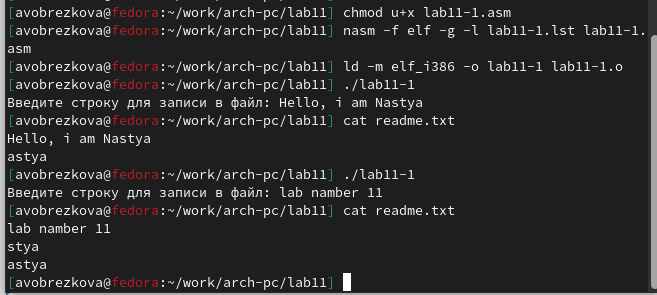 [avobrezkova@fedora:~/work/arch-pc/lab11] chmod u+x lab11-1.asm
[avobrezkova@fedora:~/work/arch-pc/lab11] nasm -f elf -g -l lab11-1.lst lab11-1.
asm
[avobrezkova@fedora:~/work/arch-pc/lab11] ld -m elf_i386 -o lab11-1 lab11-1.o
[avobrezkova@fedora:~/work/arch-pc/lab11] ./lab11-1
Введите строку для записи в файл: Hello, i am Nastya
[avobrezkova@fedora:~/work/arch-pc/lab11] cat readme.txt
Hello, i am Nastya
astya
[avobrezkova@fedora:~/work/arch-pc/lab11] ./lab11-1
Введите строку для записи в файл: lab namber 11
[avobrezkova@fedora:~/work/arch-pc/lab11] cat readme.txt
lab namber 11
stya
astya
[avobrezkova@fedora:~/work/arch-pc/lab11]